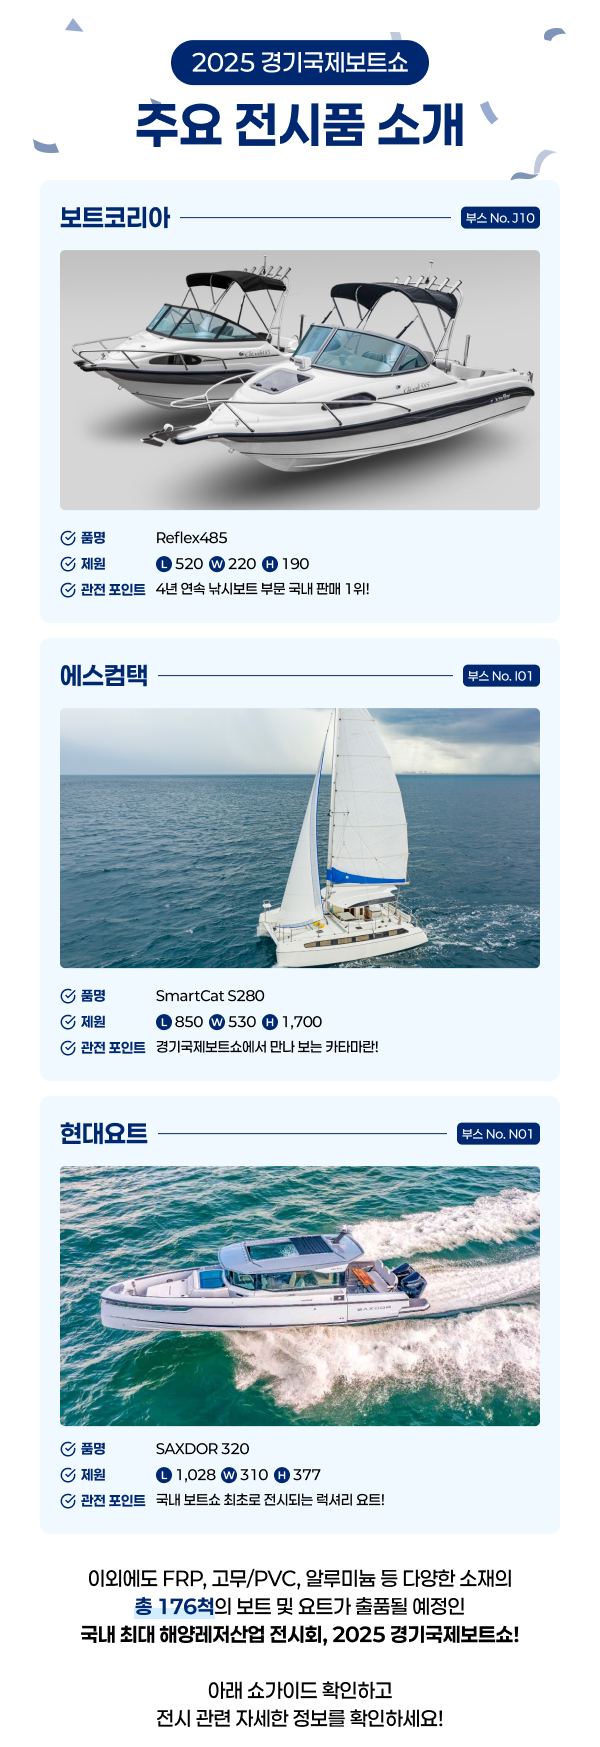 2025 경기국제보트쇼
주요 전시품 소개
보트코리아
부스 No. J10
품명 Reflex485
제원 L 520 W 220 H 190
관전 포인트 4년 연속 낚시보트 부문 국내 판매 1위!
에스컴택
부스 No. I01
품명 SmartCat S280
제원 L 850 W 530 H 1,700
관전 포인트 경기국제보트쇼에서 만나 보는 카타마란!
현대요트
부스 No. N01
SAXDOR
품명 SAXDOR 320
제원 L 1,028 W 310 H 377
관전 포인트 국내 보트쇼 최초로 전시되는 럭셔리 요트!
이외에도 FRP, 고무/PVC, 알루미늄 등 다양한 소재의
총 176척의 보트 및 요트가 출품될 예정인
국내 최대 해양레저산업 전시회, 2025 경기국제보트쇼!
아래 쇼가이드 확인하고
전시 관련 자세한 정보를 확인하세요!